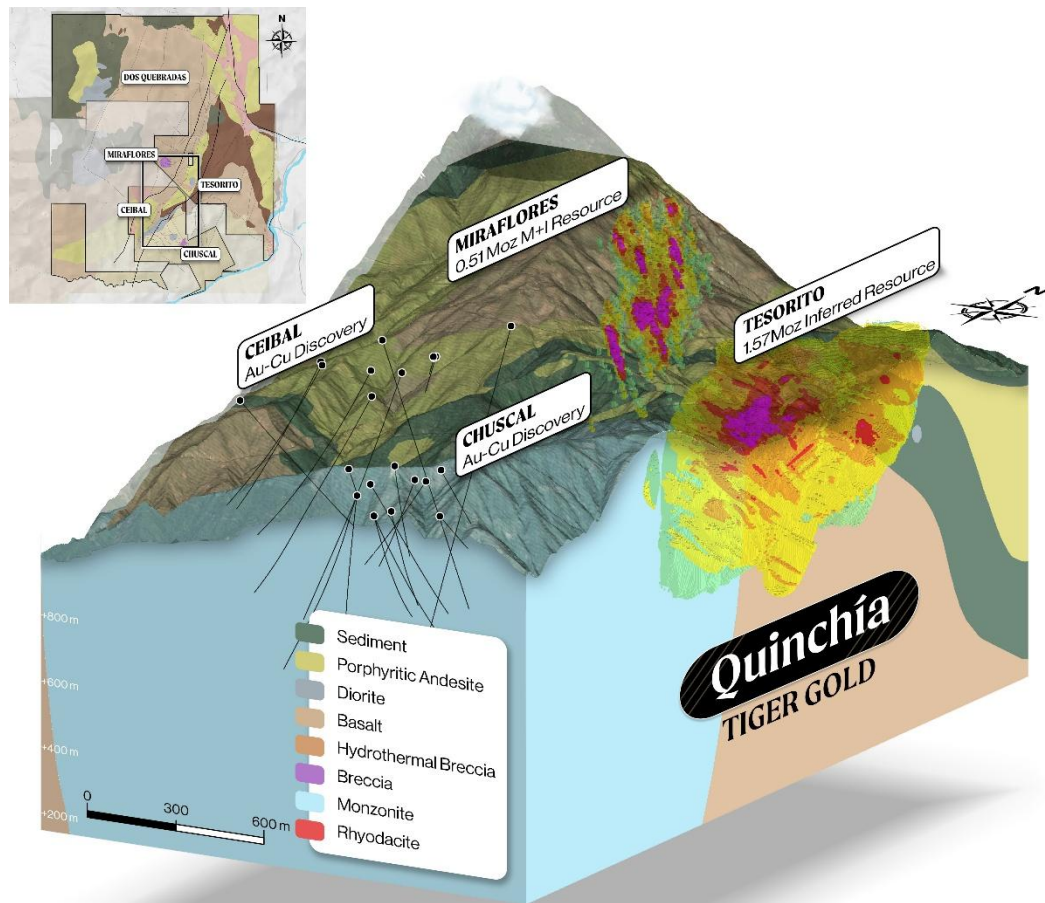 N
DOS QUEBRADAS
MIRAFLORES
TESORITO
CEIBAL
CHUSCAL
MIRAFLORES
0.51 Moz M+I Resource
TESORITO
1.57Moz Inferred Resource
N
CEIBAL
Au-Cu Discovery
CHUSCAL
Au-Cu Discovery
+800 m
+600 m
+400 m
+200 m
Sediment
Porphyritic Andesite
Diorite
Basalt
Hydrothermal Breccia
Breccia
Monzonite
Rhyodacite
0 300 600 m
Quinchía
TIGER GOLD